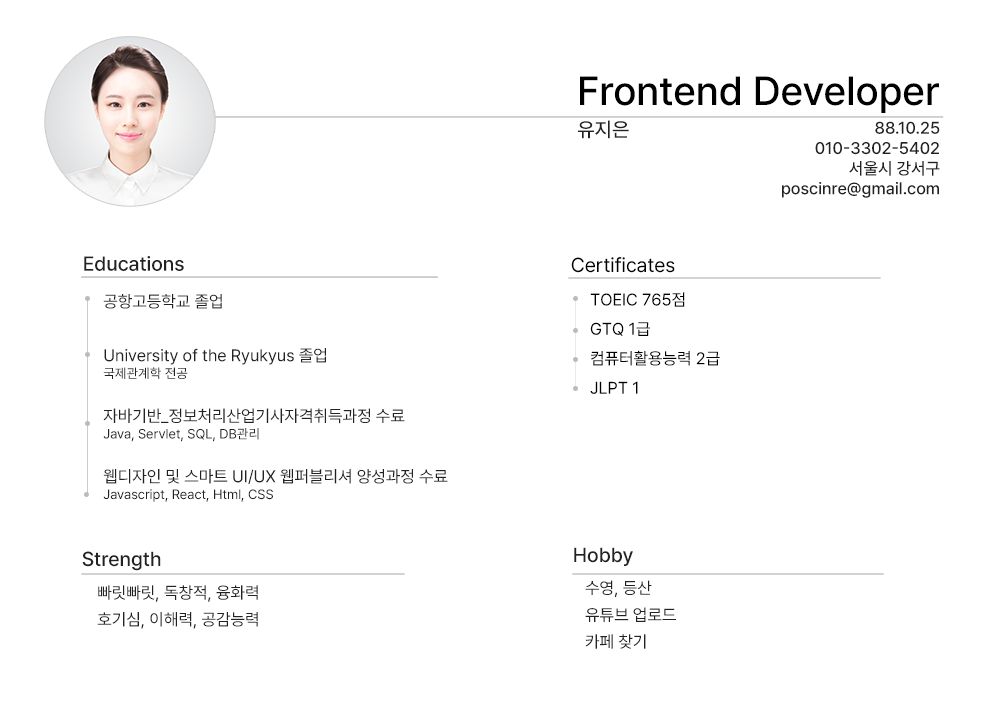 Frontend Developer
유지은
88.10.25
010-3302-5402
서울시 강서구
poscinre@gmail.com
Educations
공항고등학교 졸업
University of the Ryukyus 졸업
국제관계학 전공
자바기반_정보처리산업기사자격취득과정 수료
Java, Servlet, SQL, DB관리
웹디자인 및 스마트 UI/UX 웹퍼블리셔 양성과정 수료
Javascript, React, Html, CSS
Certificates
TOEIC 765점
GTQ 1급
컴퓨터활용능력 2급
JLPT 1
Strength
빠릿빠릿, 독창적, 융화력
호기심, 이해력, 공감능력
Hobby
수영, 등산
유튜브 업로드
카페 찾기